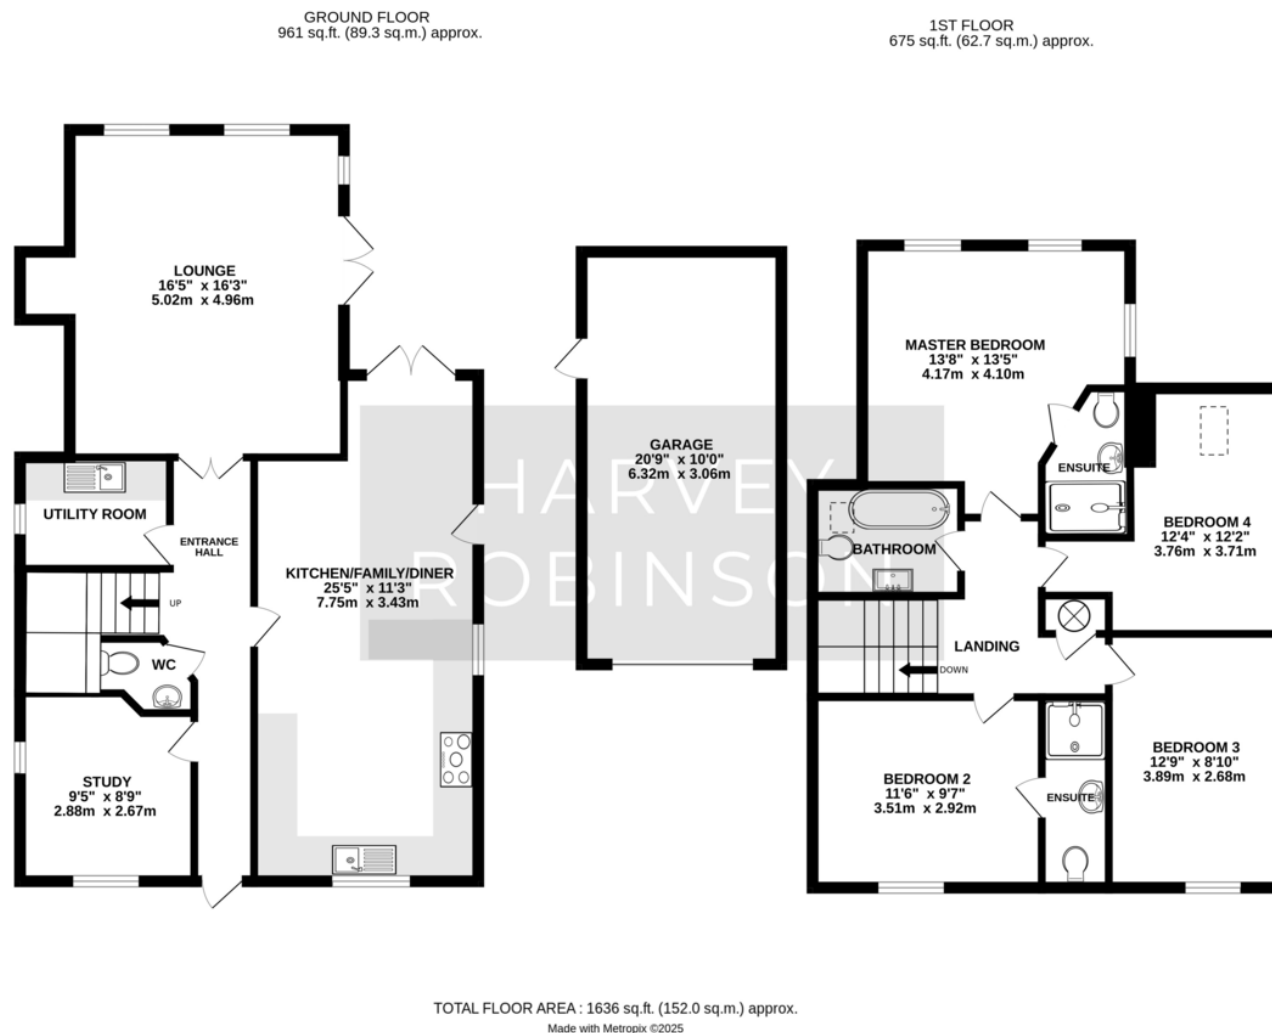 GROUND FLOOR
961 sq.ft. (89.3 sq.m.) approx.
1ST FLOOR
675 sq.ft. (62.7 sq.m.) approx.
LOUNGE
16'5" x 16'3"
5.02m x 4.96m
UTILITY ROOM
ENTRANCE
HALL
KITCHEN/FAMILY/DINER
25'5" x 11'3"
7.75m x 3.43m
UP
WC
STUDY
9'5" x 8'9"
2.88m x 2.67m
GARAGE
20'9" x 10'0"
6.32m x 3.06m
HARVEY
ROBINSON
MASTER BEDROOM
13'8" x 13'5"
4.17m x 4.10m
ENSUITE
BATHROOM
BEDROOM 4
12'4" x 12'2"
3.76m x 3.71m
LANDING
DOWN
BEDROOM 2
11'6" x 9'7"
3.51m x 2.92m
ENSUITE
BEDROOM 3
12'9" x 8'10"
3.89m x 2.68m
TOTAL FLOOR AREA : 1636 sq.ft. (152.0 sq.m.) approx.
Made with Metropix ©2025